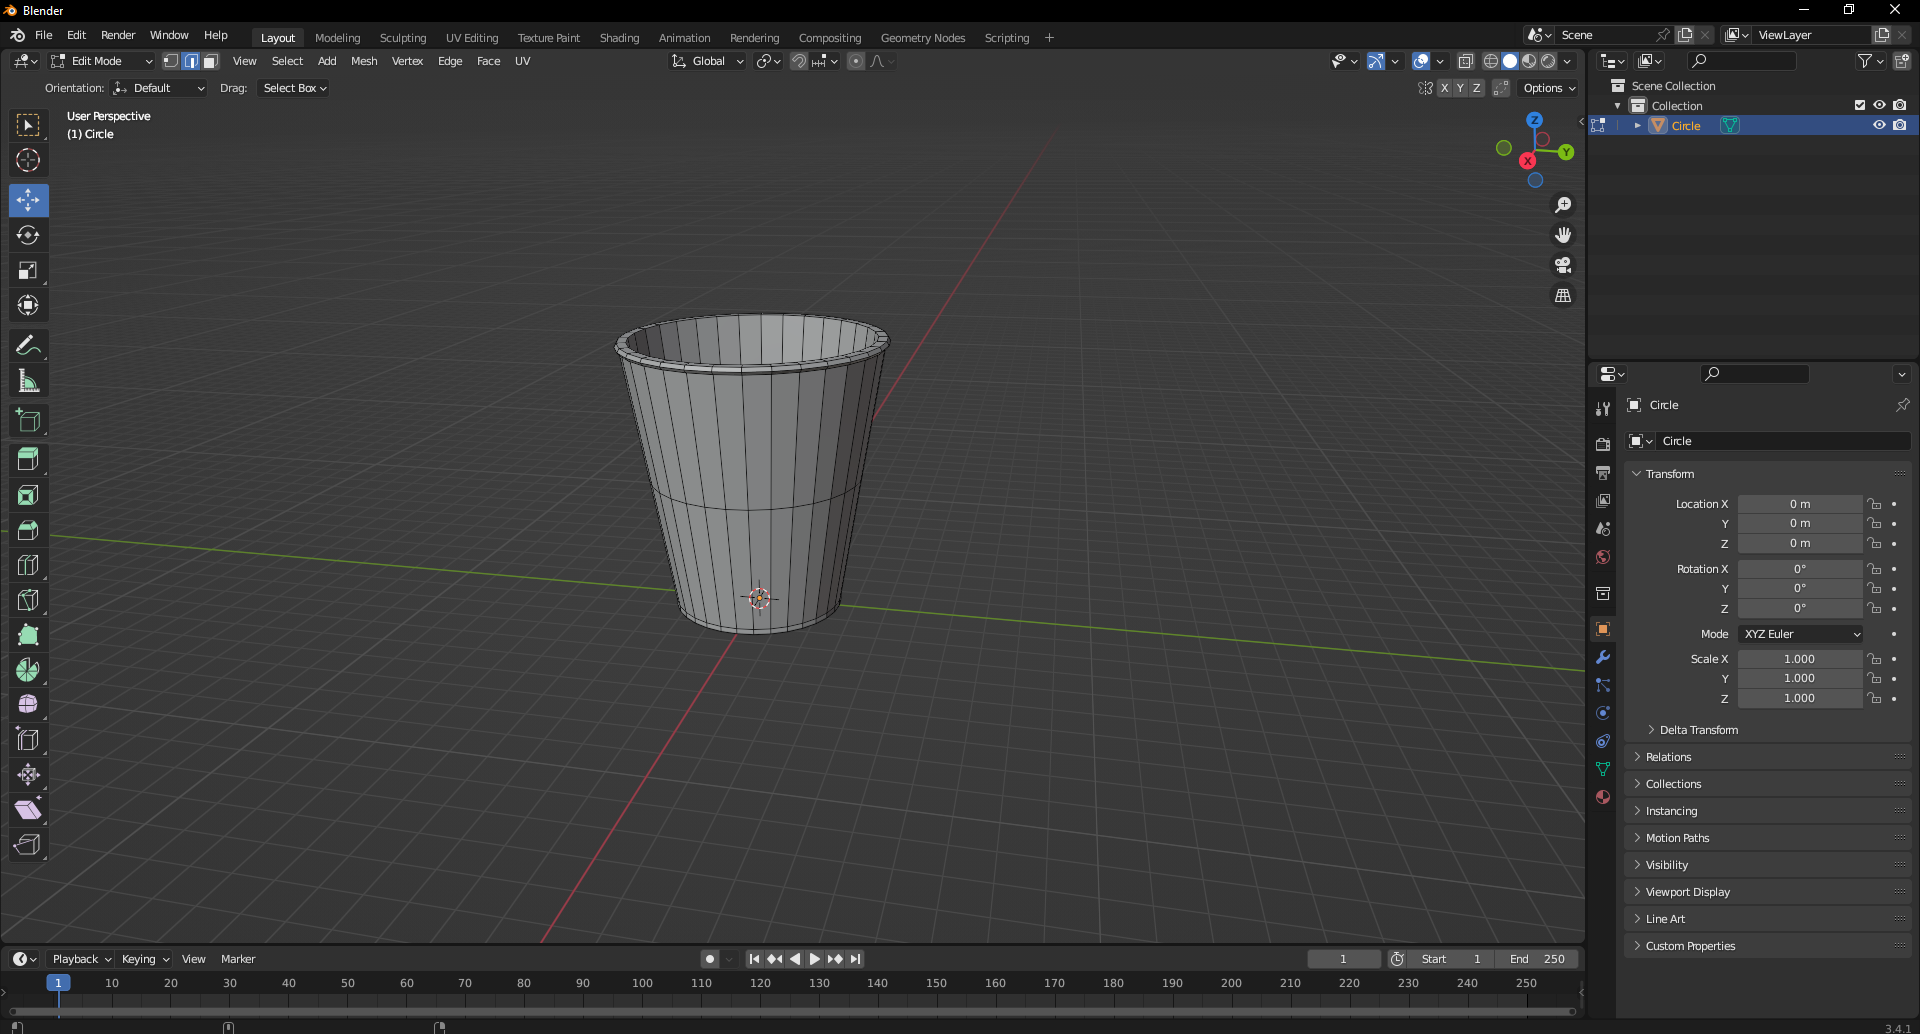 Blender
File Edit Render Window Help Layout Modeling Sculpting UV Editing Texture Paint Shading Animation Rendering Compositing Geometry Nodes Scripting + Scene ViewLayer
Edit Mode View Select Add Mesh Vertex Edge Face UV Global
Orientation: Default Drag: Select Box X Y Z Options
User Perspective
(1) Circle
Z
Y
X
Scene Collection
Collection
Circle
Circle
Circle
Transform
Location X 0 m
Y 0 m
Z 0 m
Rotation X 0°
Y 0°
Z 0°
Mode XYZ Euler
Scale X 1.000
Y 1.000
Z 1.000
Delta Transform
Relations
Collections
Instancing
Motion Paths
Visibility
Viewport Display
Line Art
Custom Properties
Playback Keying View Marker 1 Start 1 End 250
1 10 20 30 40 50 60 70 80 90 100 110 120 130 140 150 160 170 180 190 200 210 220 230 240 250
3.4.1